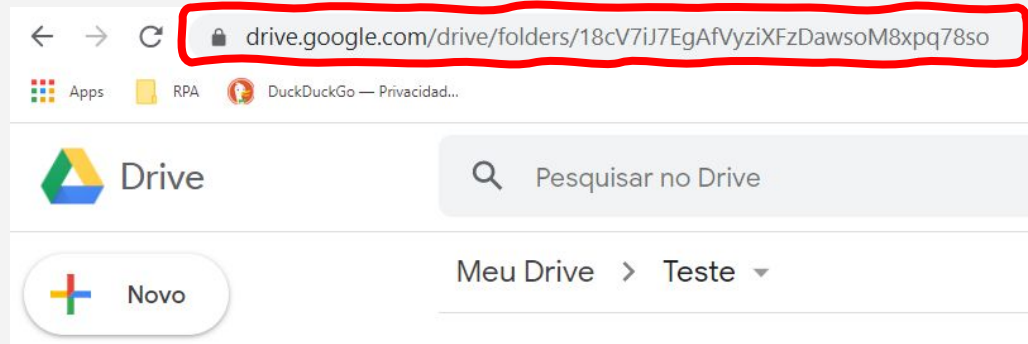 drive.google.com/drive/folders/18cV7iJ7EgAfVyziXFzDawsoM8xpq78so
Apps RPA DuckDuckGo — Privacidad...
Drive Pesquisar no Drive
Novo Meu Drive > Teste